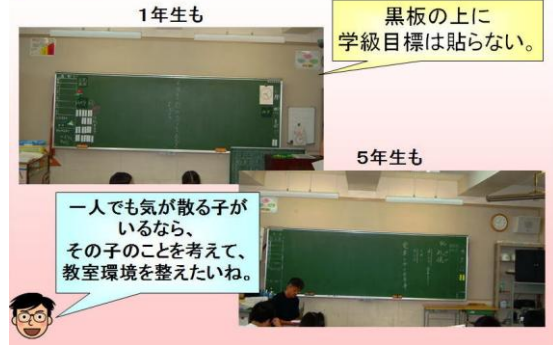 1年生も
黒板の上に
学級目標は貼らない。
5年生も
一人でも気が散る子が
いるなら、
その子のことを考えて、
教室環境を整えたいね。